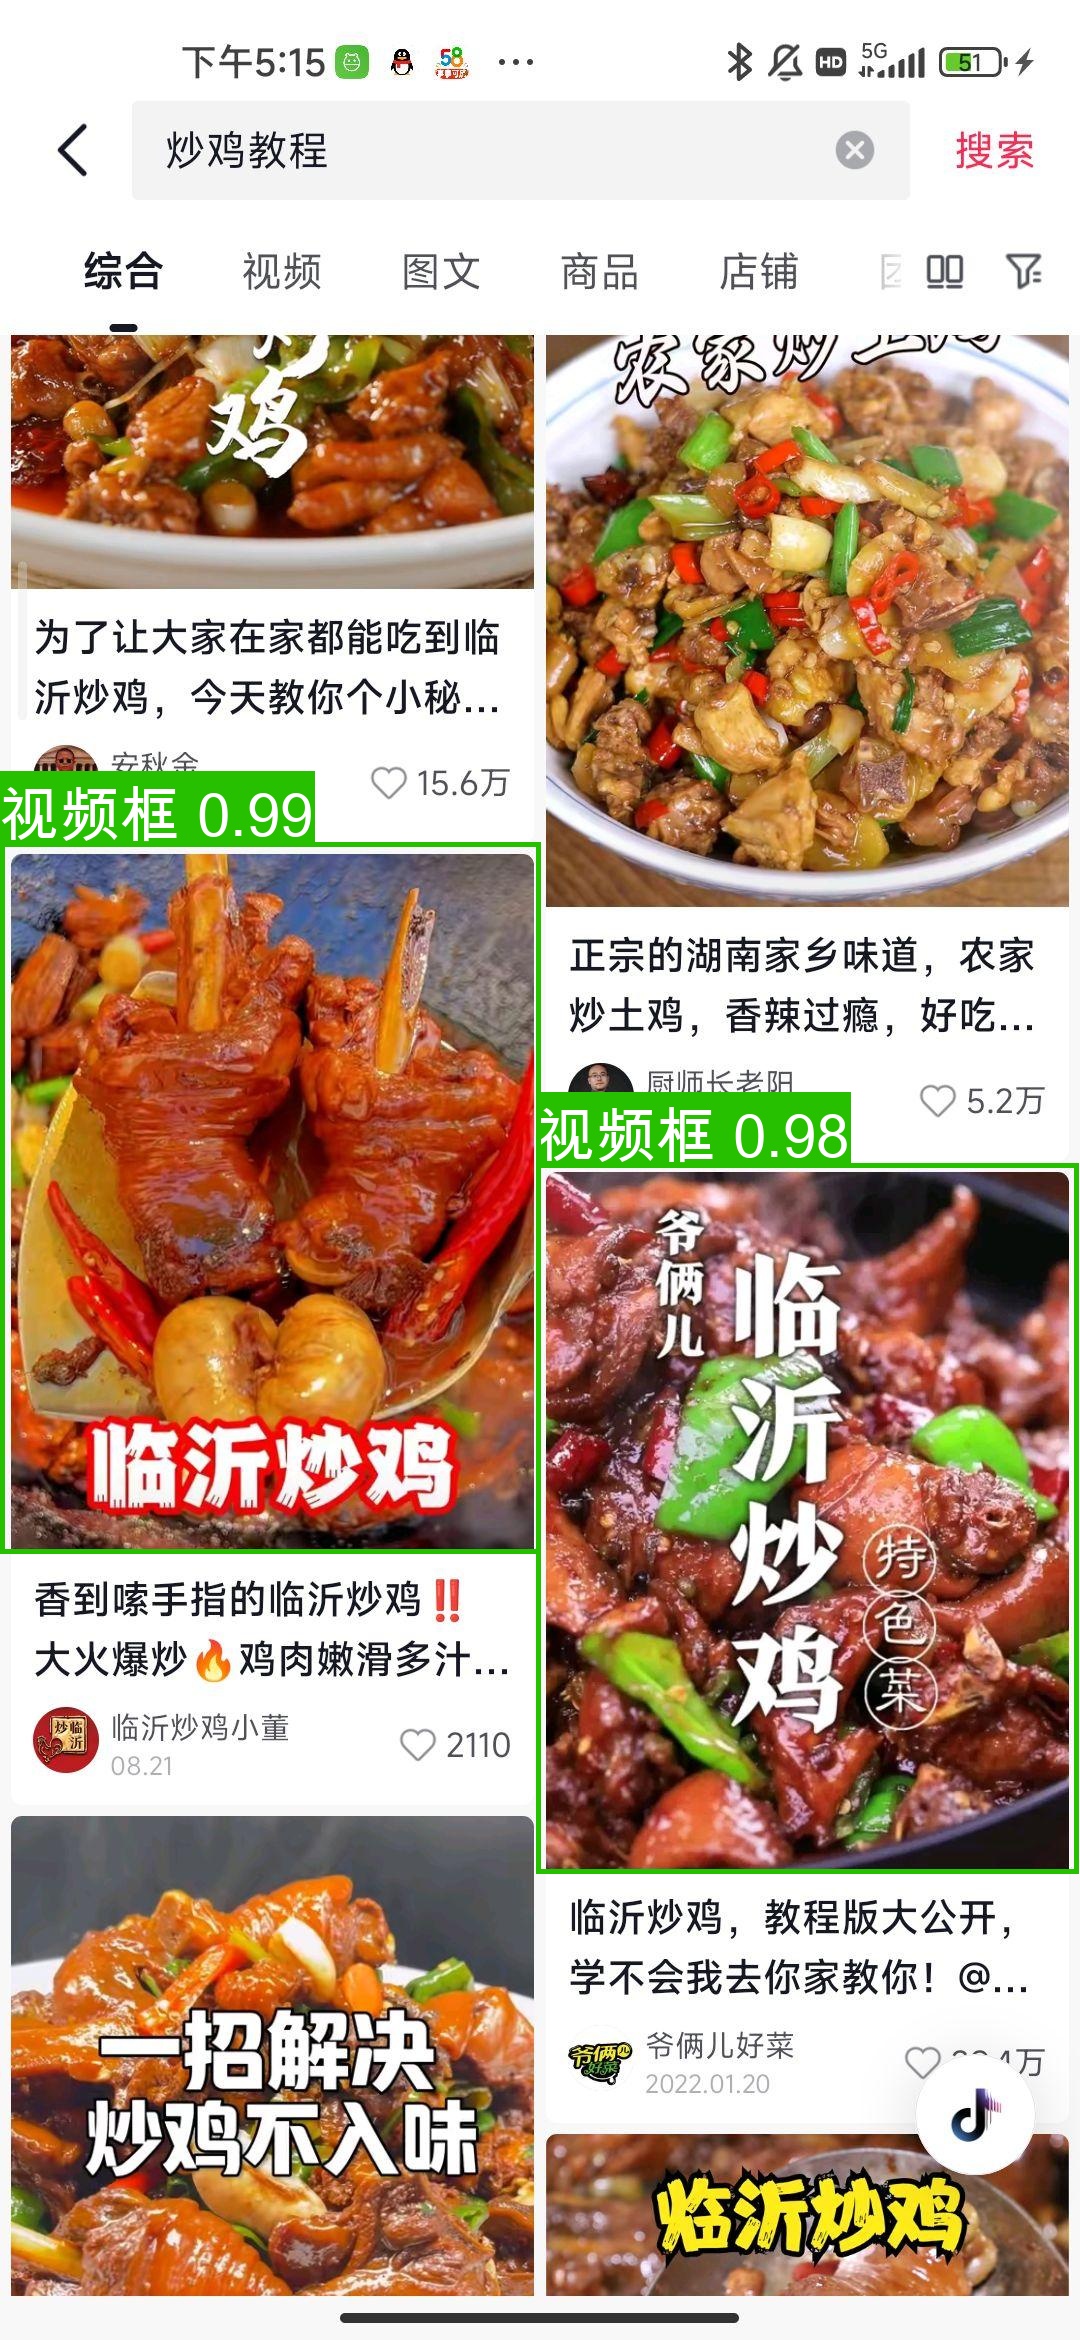 下午5:15
58
HD
5G
51
炒鸡教程
搜索
综合
视频
图文
商品
店铺
鸡
为了让大家在家都能吃到临
沂炒鸡，今天教你个小秘...
安秋金
15.6万
视频框 0.99
临沂炒鸡
香到嗦手指的临沂炒鸡‼️
大火爆炒🔥鸡肉嫩滑多汁...
炒临沂
临沂炒鸡小董
08.21
2110
一招解决
炒鸡不入味
农家炒土鸡
正宗的湖南家乡味道，农家
炒土鸡，香辣过瘾，好吃...
厨师长老阳
5.2万
视频框 0.98
爷俩儿
临沂炒鸡
特色菜
临沂炒鸡，教程版大公开，
学不会我去你家教你！@...
爷俩儿好菜
爷俩儿好菜
2022.01.20
临沂炒鸡